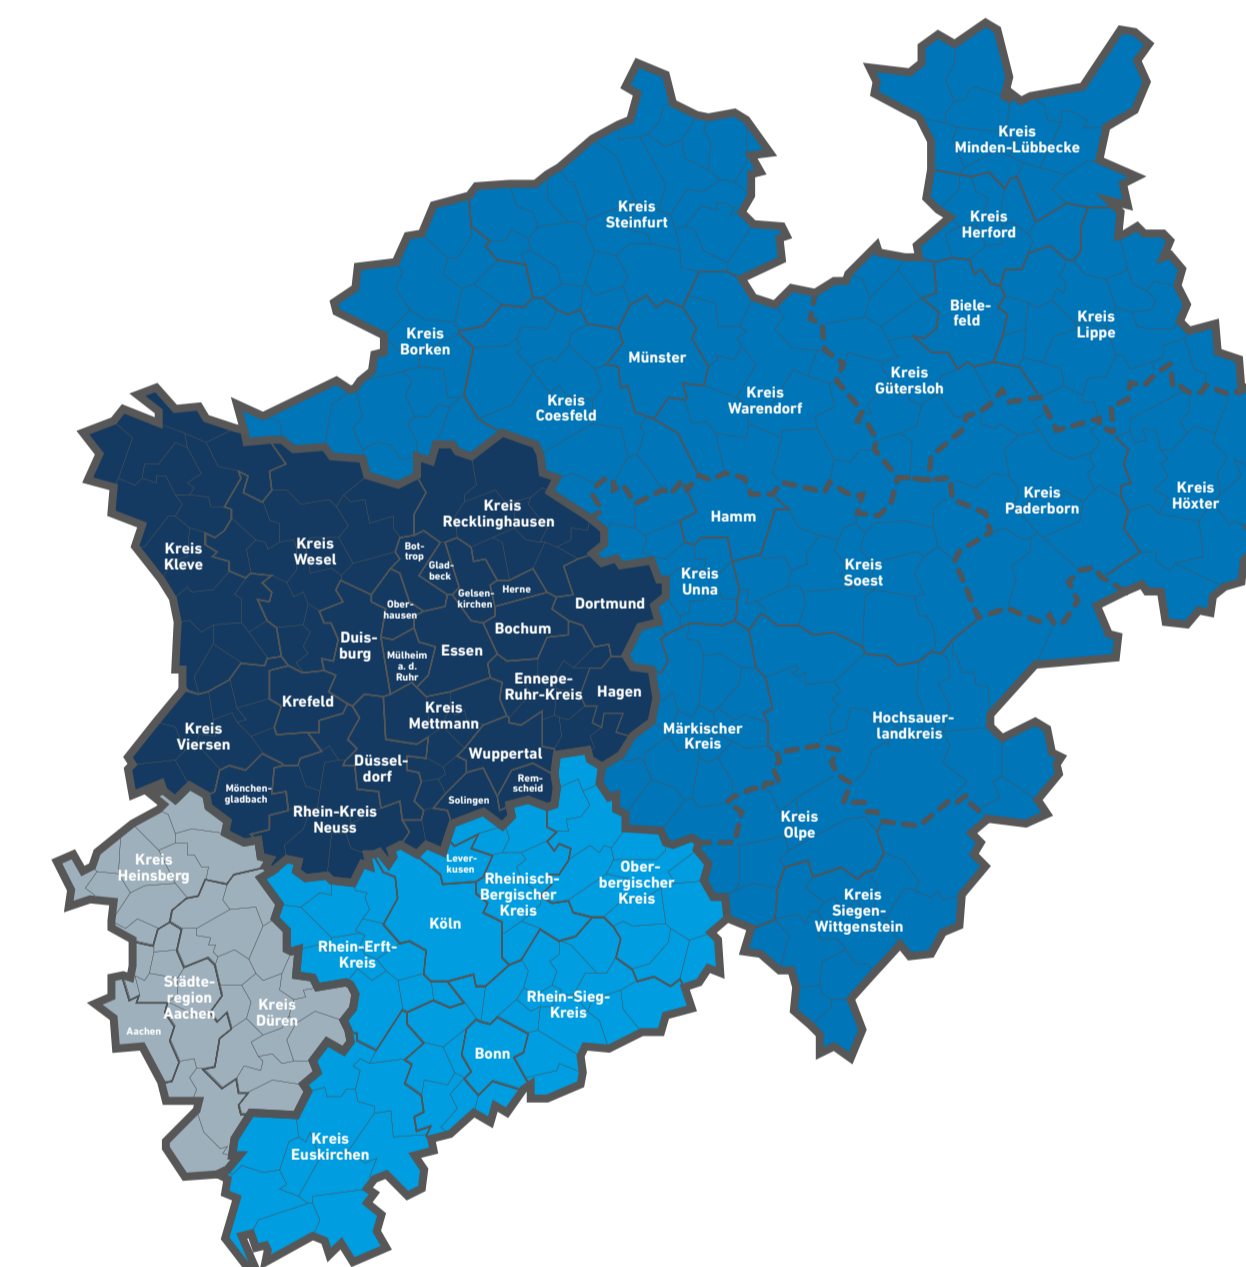 Kreis
Minden-Lübbecke
Kreis
Steinfurt
Kreis
Herford
Biele-
feld
Kreis
Lippe
Kreis
Borken
Münster
Kreis
Gütersloh
Kreis
Coesfeld
Kreis
Warendorf
Kreis
Paderborn
Kreis
Höxter
Kreis
Recklinghausen
Hamm
Kreis
Kleve
Kreis
Wesel
Bot-
trop
Glad-
beck
Gelsen-
kirchen
Herne
Kreis
Unna
Kreis
Soest
Ober-
hausen
Dortmund
Duis-
burg
Mülheim
a. d.
Ruhr
Essen
Bochum
Krefeld
Ennepe-
Ruhr-Kreis
Hagen
Kreis
Viersen
Kreis
Mettmann
Märkischer
Kreis
Hochsauer-
landkreis
Düssel-
dorf
Wuppertal
Mönchen-
gladbach
Rem-
scheid
Solingen
Rhein-Kreis
Neuss
Kreis
Olpe
Kreis
Heinsberg
Lever-
kusen
Rheinisch-
Bergischer
Kreis
Ober-
bergischer
Kreis
Kreis
Siegen-
Wittgenstein
Köln
Rhein-Erft-
Kreis
Städte-
region
Aachen
Aachen
Kreis
Düren
Rhein-Sieg-
Kreis
Bonn
Kreis
Euskirchen